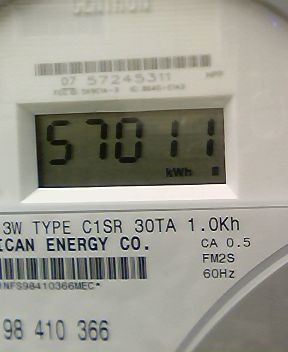 07 57245311
57011
kWh
3W TYPE C1SR 30TA 1.0Kh
ICAN ENERGY CO.
CA 0.5
FM2S
60Hz
NFS98410366MEC*
98 410 366